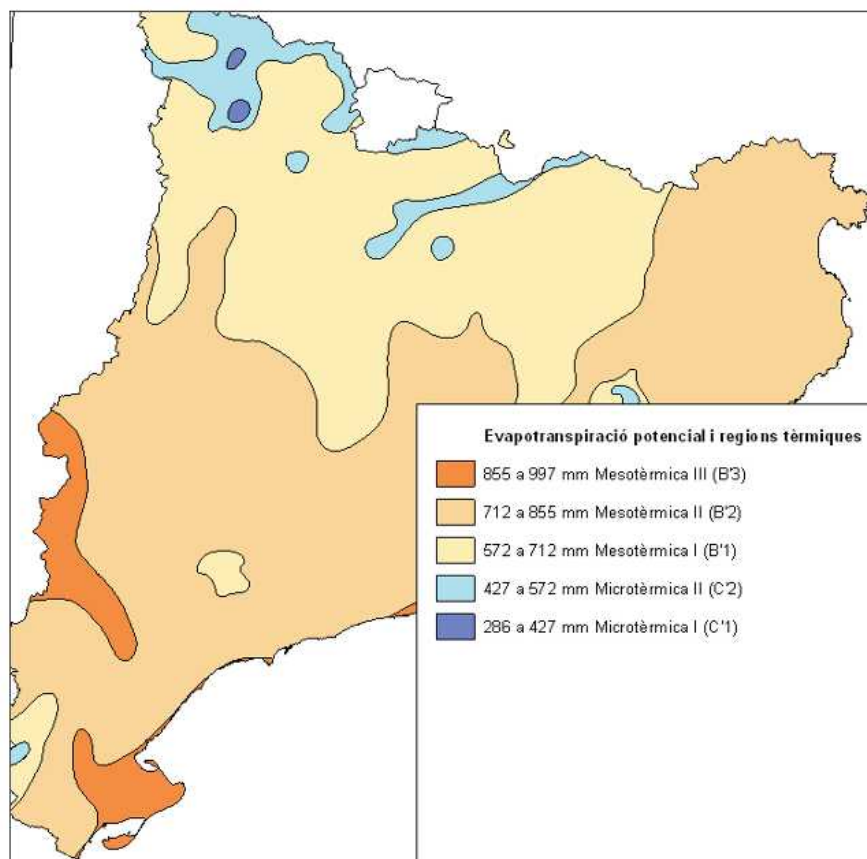 Evapotranspiració potencial i regions tèrmiques
855 a 997 mm Mesotèrmica III (B'3)
712 a 855 mm Mesotèrmica II (B'2)
572 a 712 mm Mesotèrmica I (B'1)
427 a 572 mm Microtèrmica II (C'2)
286 a 427 mm Microtèrmica I (C'1)